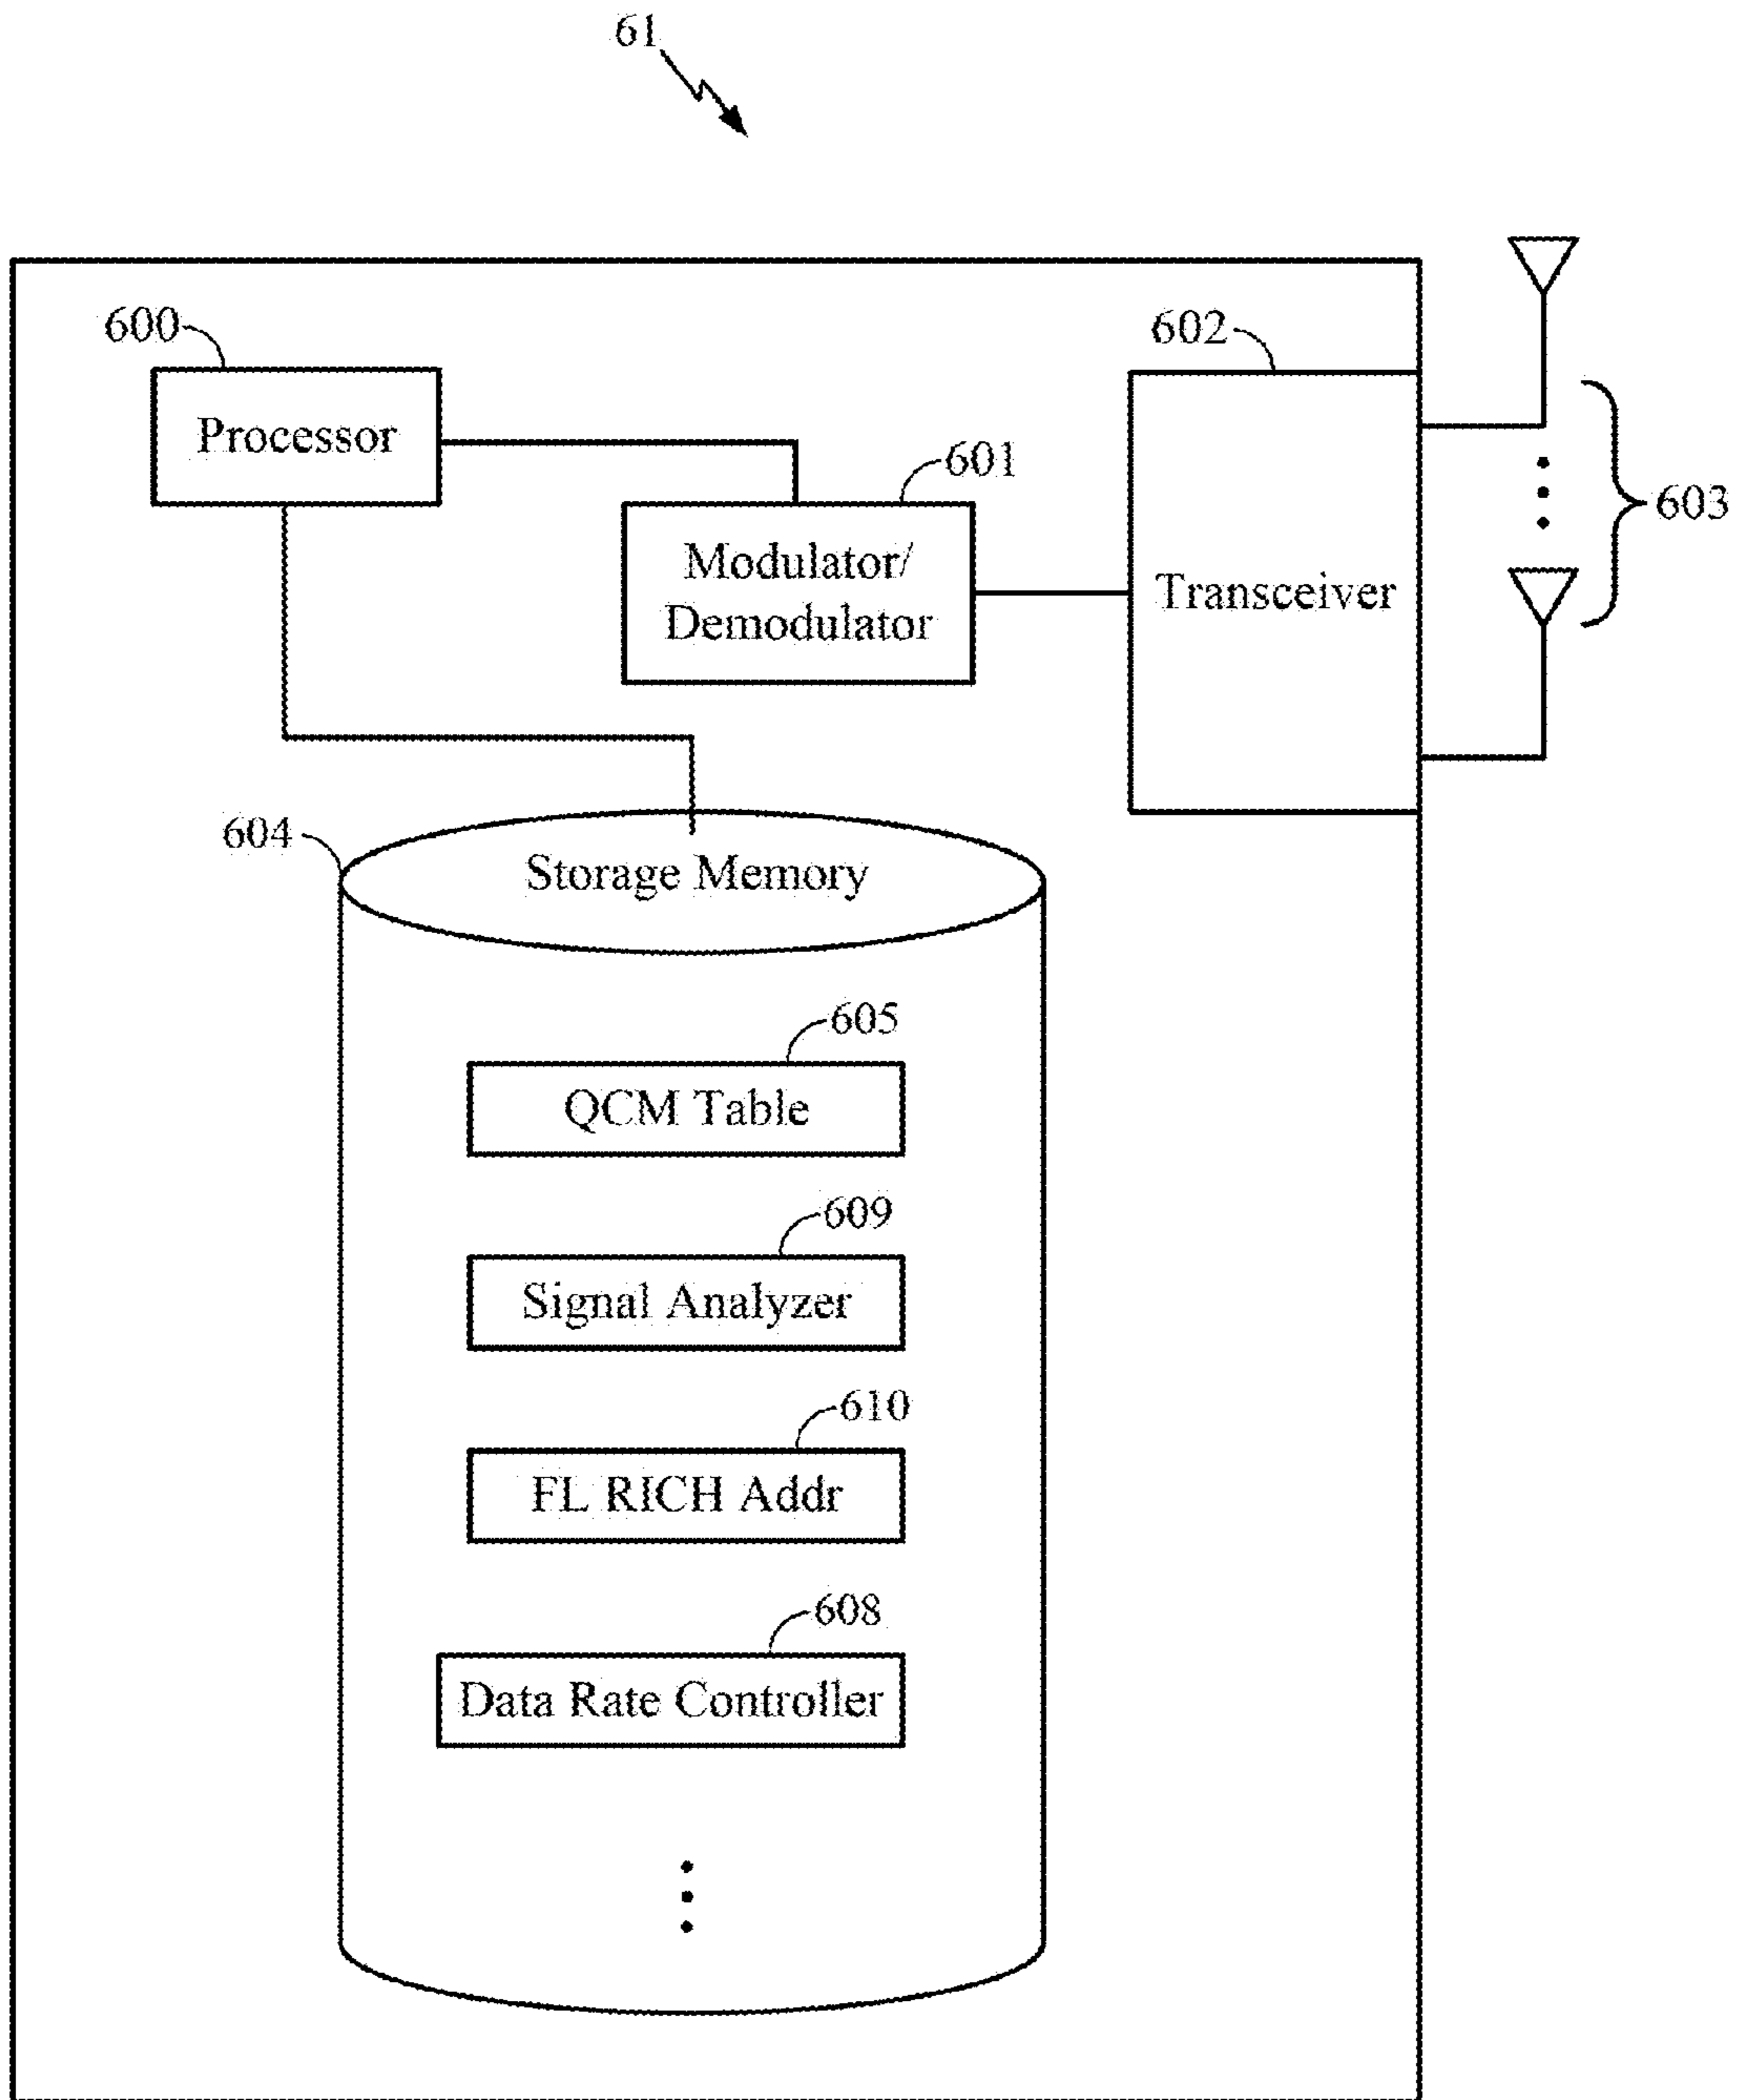 61
600
602
Processor
601
603
Modulator/
Demodulator
Transceiver
604
Storage Memory
605
QCM Table
609
Signal Analyzer
610
FL RICH Addr
608
Data Rate Controller